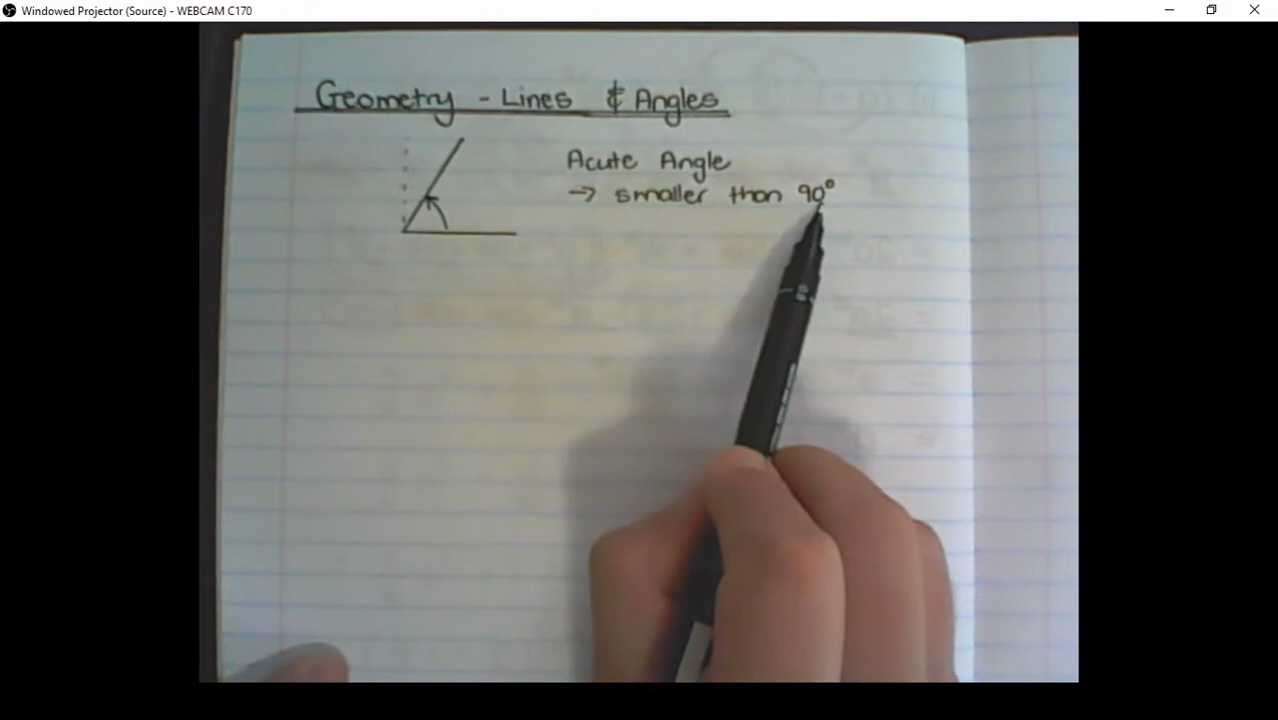 Windowed Projector (Source) - WEBCAM C170
Geometry - Lines & Angles
Acute Angle
→ smaller than 90°